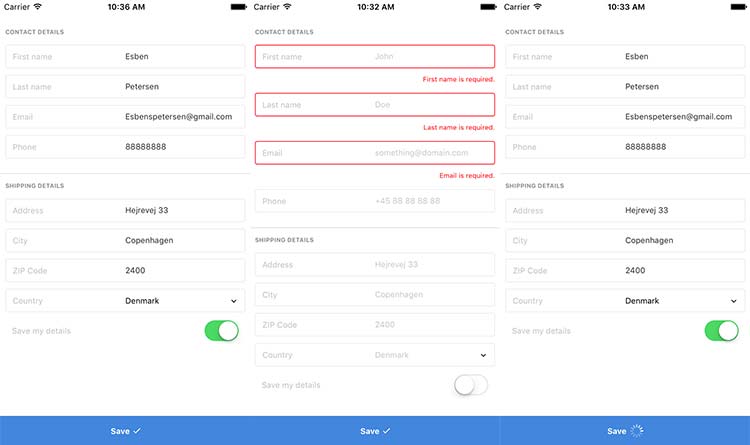 Carrier 10:36 AM
CONTACT DETAILS
First name Esben
Last name Petersen
Email Esbenspetersen@gmail.com
Phone 88888888
SHIPPING DETAILS
Address Hejrevej 33
City Copenhagen
ZIP Code 2400
Country Denmark
Save my details
Save
Carrier 10:32 AM
CONTACT DETAILS
First name John
First name is required.
Last name Doe
Last name is required.
Email something@domain.com
Email is required.
Phone +45 88 88 88 88
SHIPPING DETAILS
Address Hejrevej 33
City Copenhagen
ZIP Code 2400
Country Denmark
Save my details
Save
Carrier 10:33 AM
CONTACT DETAILS
First name Esben
Last name Petersen
Email Esbenspetersen@gmail.com
Phone 88888888
SHIPPING DETAILS
Address Hejrevej 33
City Copenhagen
ZIP Code 2400
Country Denmark
Save my details
Save